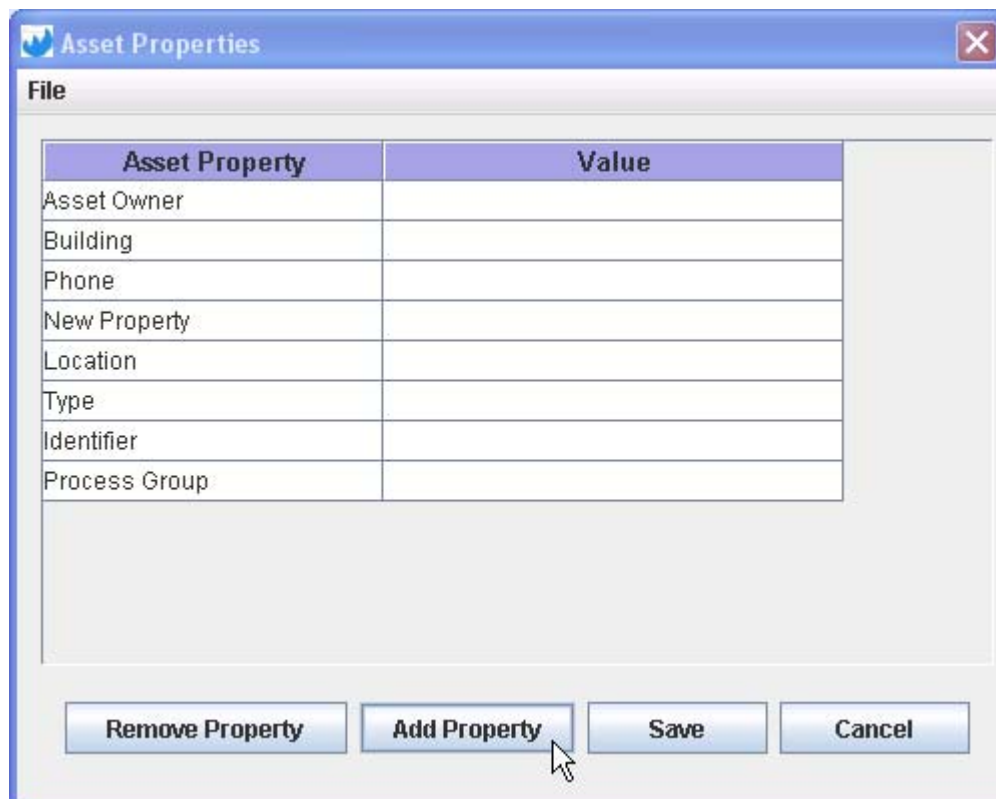 Asset Properties
File
Asset Property Value
Asset Owner
Building
Phone
New Property
Location
Type
Identifier
Process Group
Remove Property Add Property Save Cancel